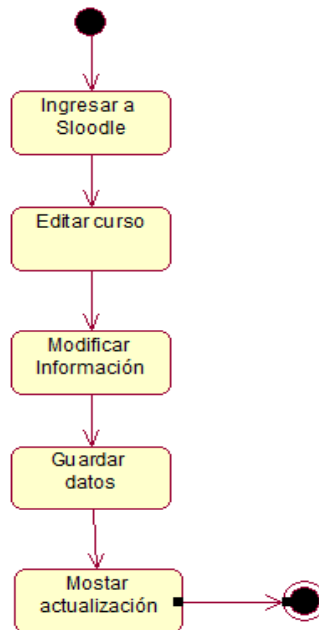 Ingresar a
Sloodle
Editar curso
Modificar
Información
Guardar
datos
Mostar
actualización